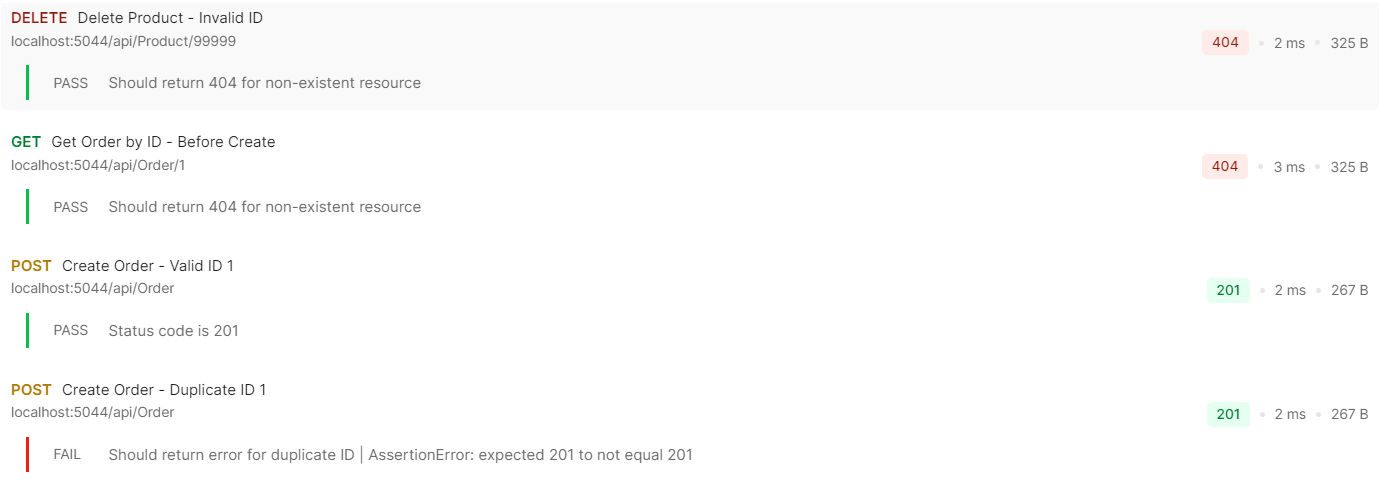 DELETE Delete Product - Invalid ID
localhost:5044/api/Product/99999
404 • 2 ms • 325 B
PASS Should return 404 for non-existent resource
GET Get Order by ID - Before Create
localhost:5044/api/Order/1
404 • 3 ms • 325 B
PASS Should return 404 for non-existent resource
POST Create Order - Valid ID 1
localhost:5044/api/Order
201 • 2 ms • 267 B
PASS Status code is 201
POST Create Order - Duplicate ID 1
localhost:5044/api/Order
201 • 2 ms • 267 B
FAIL Should return error for duplicate ID | AssertionError: expected 201 to not equal 201